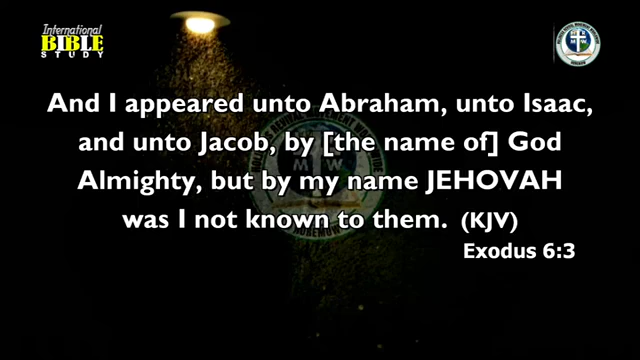 International
BIBLE
STUDY
And I appeared unto Abraham, unto Isaac,
and unto Jacob, by [the name of] God
Almighty, but by my name JEHOVAH
was I not known to them. (KJV)
Exodus 6:3